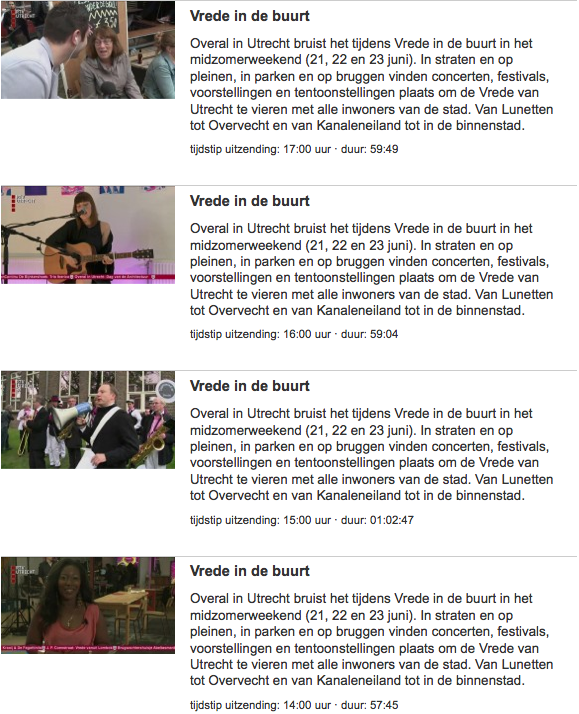 Vrede in de buurt
Overal in Utrecht bruist het tijdens Vrede in de buurt in het
midzomerweekend (21, 22 en 23 juni). In straten en op
pleinen, in parken en op bruggen vinden concerten, festivals,
voorstellingen en tentoonstellingen plaats om de Vrede van
Utrecht te vieren met alle inwoners van de stad. Van Lunetten
tot Overvecht en van Kanaleneiland tot in de binnenstad.
tijdstip uitzending: 17:00 uur · duur: 59:49
Vrede in de buurt
Overal in Utrecht bruist het tijdens Vrede in de buurt in het
midzomerweekend (21, 22 en 23 juni). In straten en op
pleinen, in parken en op bruggen vinden concerten, festivals,
voorstellingen en tentoonstellingen plaats om de Vrede van
Utrecht te vieren met alle inwoners van de stad. Van Lunetten
tot Overvecht en van Kanaleneiland tot in de binnenstad.
tijdstip uitzending: 16:00 uur · duur: 59:04
Vrede in de buurt
Overal in Utrecht bruist het tijdens Vrede in de buurt in het
midzomerweekend (21, 22 en 23 juni). In straten en op
pleinen, in parken en op bruggen vinden concerten, festivals,
voorstellingen en tentoonstellingen plaats om de Vrede van
Utrecht te vieren met alle inwoners van de stad. Van Lunetten
tot Overvecht en van Kanaleneiland tot in de binnenstad.
tijdstip uitzending: 15:00 uur · duur: 01:02:47
RTV
UTRECHT
Vrede in de buurt
Overal in Utrecht bruist het tijdens Vrede in de buurt in het
midzomerweekend (21, 22 en 23 juni). In straten en op
pleinen, in parken en op bruggen vinden concerten, festivals,
voorstellingen en tentoonstellingen plaats om de Vrede van
Utrecht te vieren met alle inwoners van de stad. Van Lunetten
tot Overvecht en van Kanaleneiland tot in de binnenstad.
tijdstip uitzending: 14:00 uur · duur: 57:45